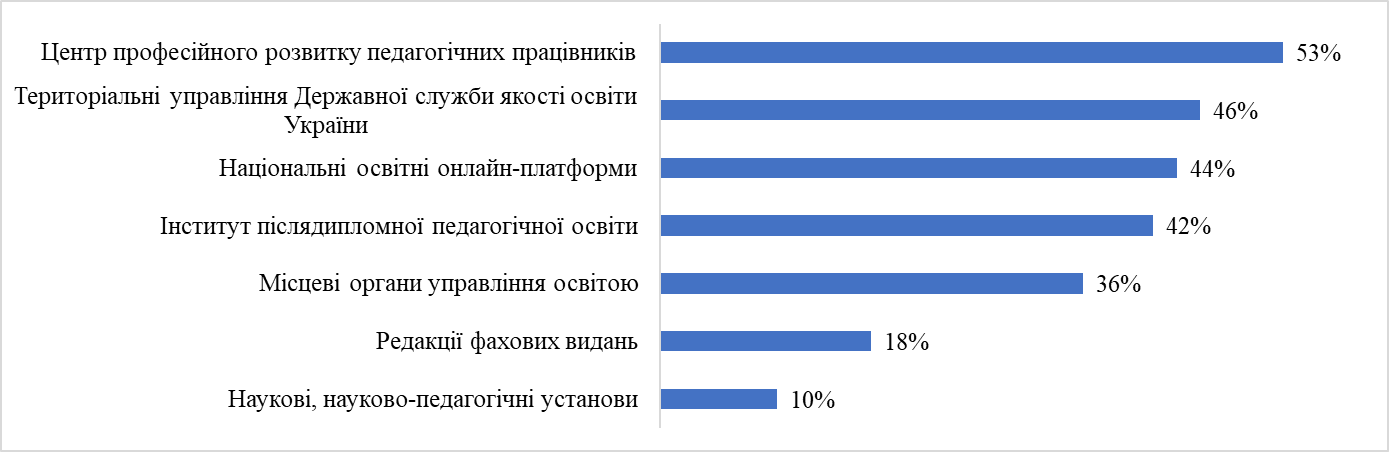 Центр професійного розвитку педагогічних працівників 53%
Територіальні управління Державної служби якості освіти
України 46%
Національні освітні онлайн-платформи 44%
Інститут післядипломної педагогічної освіти 42%
Місцеві органи управління освітою 36%
Редакції фахових видань 18%
Наукові, науково-педагогічні установи 10%